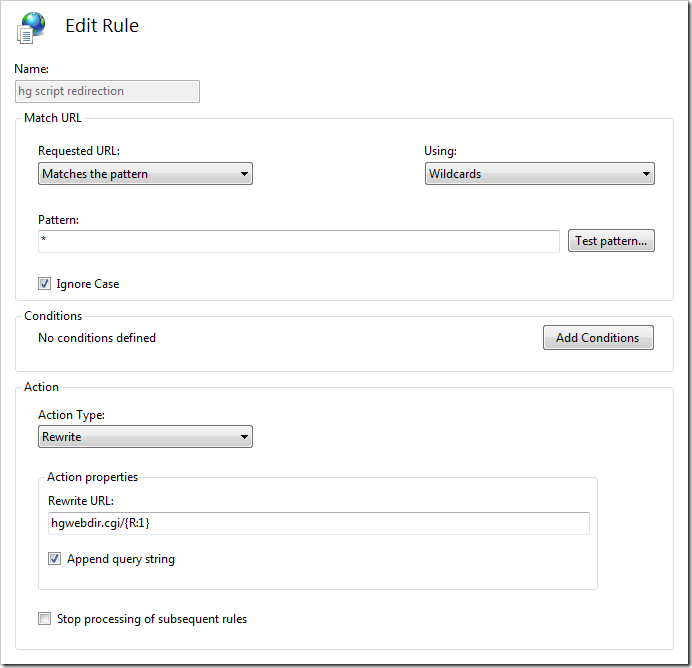 Edit Rule
Name:
hg script redirection
Match URL
Requested URL:
Using:
Matches the pattern
Wildcards
Pattern:
*
Test pattern...
Ignore Case
Conditions
No conditions defined
Add Conditions
Action
Action Type:
Rewrite
Action properties
Rewrite URL:
hgwebdir.cgi/{R:1}
Append query string
Stop processing of subsequent rules